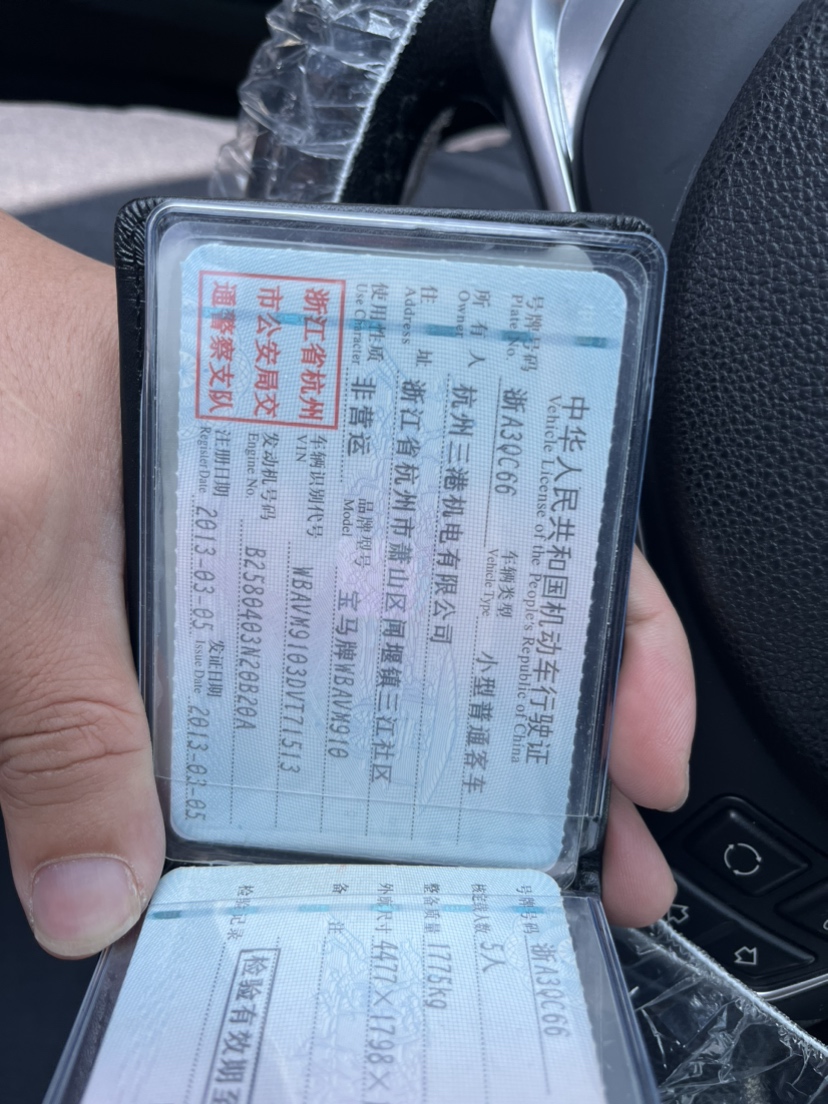 中华人民共和国机动车行驶证
Vehicle License of the People's Republic of China
号牌号码 浙A3QC66 车辆类型 小型普通客车
Plate No. Vehicle Type
所有人 杭州三港机电有限公司
Owner
住址 浙江省杭州市萧山区闻堰镇三江社区
Address
使用性质 非营运 品牌型号 宝马牌WBAVM910
Use Character Model
浙江省杭州
市公安局交
通警察支队
车辆识别代号 WBAVM9103DVT71513
VIN
发动机号码 B2580403N20B20A
Engine No.
注册日期 2013-03-05 发证日期 2013-03-05
Register Date Issue Date
号牌号码 浙A3QC66
核定载人数 5人
整备质量 1775kg
外廓尺寸 4477×1798×
备注
检验记录
检验有效期至